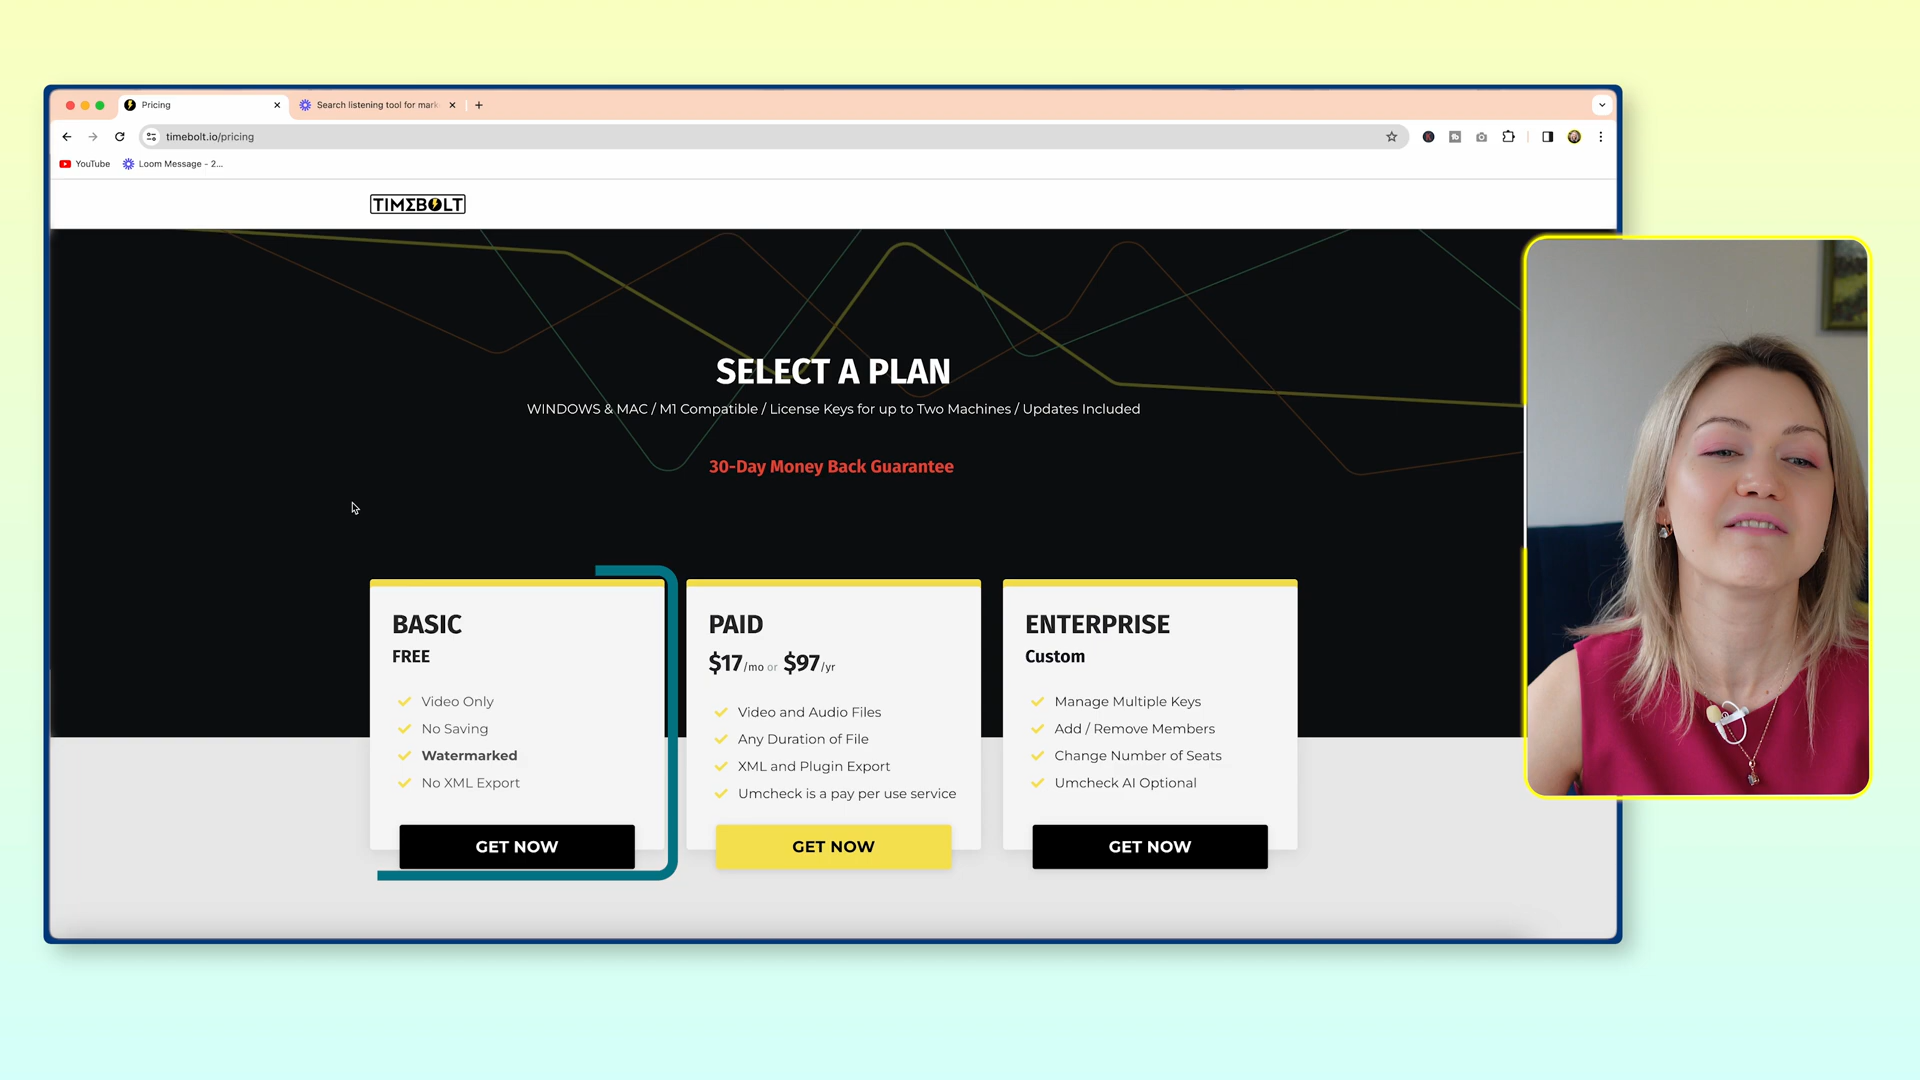 Pricing
Search listening tool for mark
timebolt.io/pricing
YouTube
Loom Message - 2...
TIMEBOLT
SELECT A PLAN
WINDOWS & MAC / M1 Compatible / License Keys for up to Two Machines / Updates Included
30-Day Money Back Guarantee
BASIC
FREE
Video Only
No Saving
Watermarked
No XML Export
GET NOW
PAID
$17/mo or $97/yr
Video and Audio Files
Any Duration of File
XML and Plugin Export
Umcheck is a pay per use service
GET NOW
ENTERPRISE
Custom
Manage Multiple Keys
Add / Remove Members
Change Number of Seats
Umcheck AI Optional
GET NOW